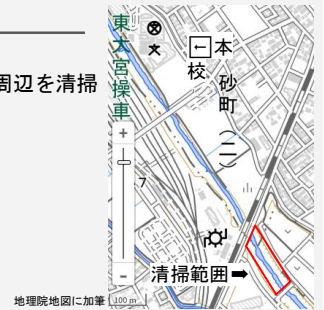 周辺を清掃
東大宮操車
文
←本校
砂町（二）
7
+
-
清掃範囲➡
地理院地図に加筆
100 m